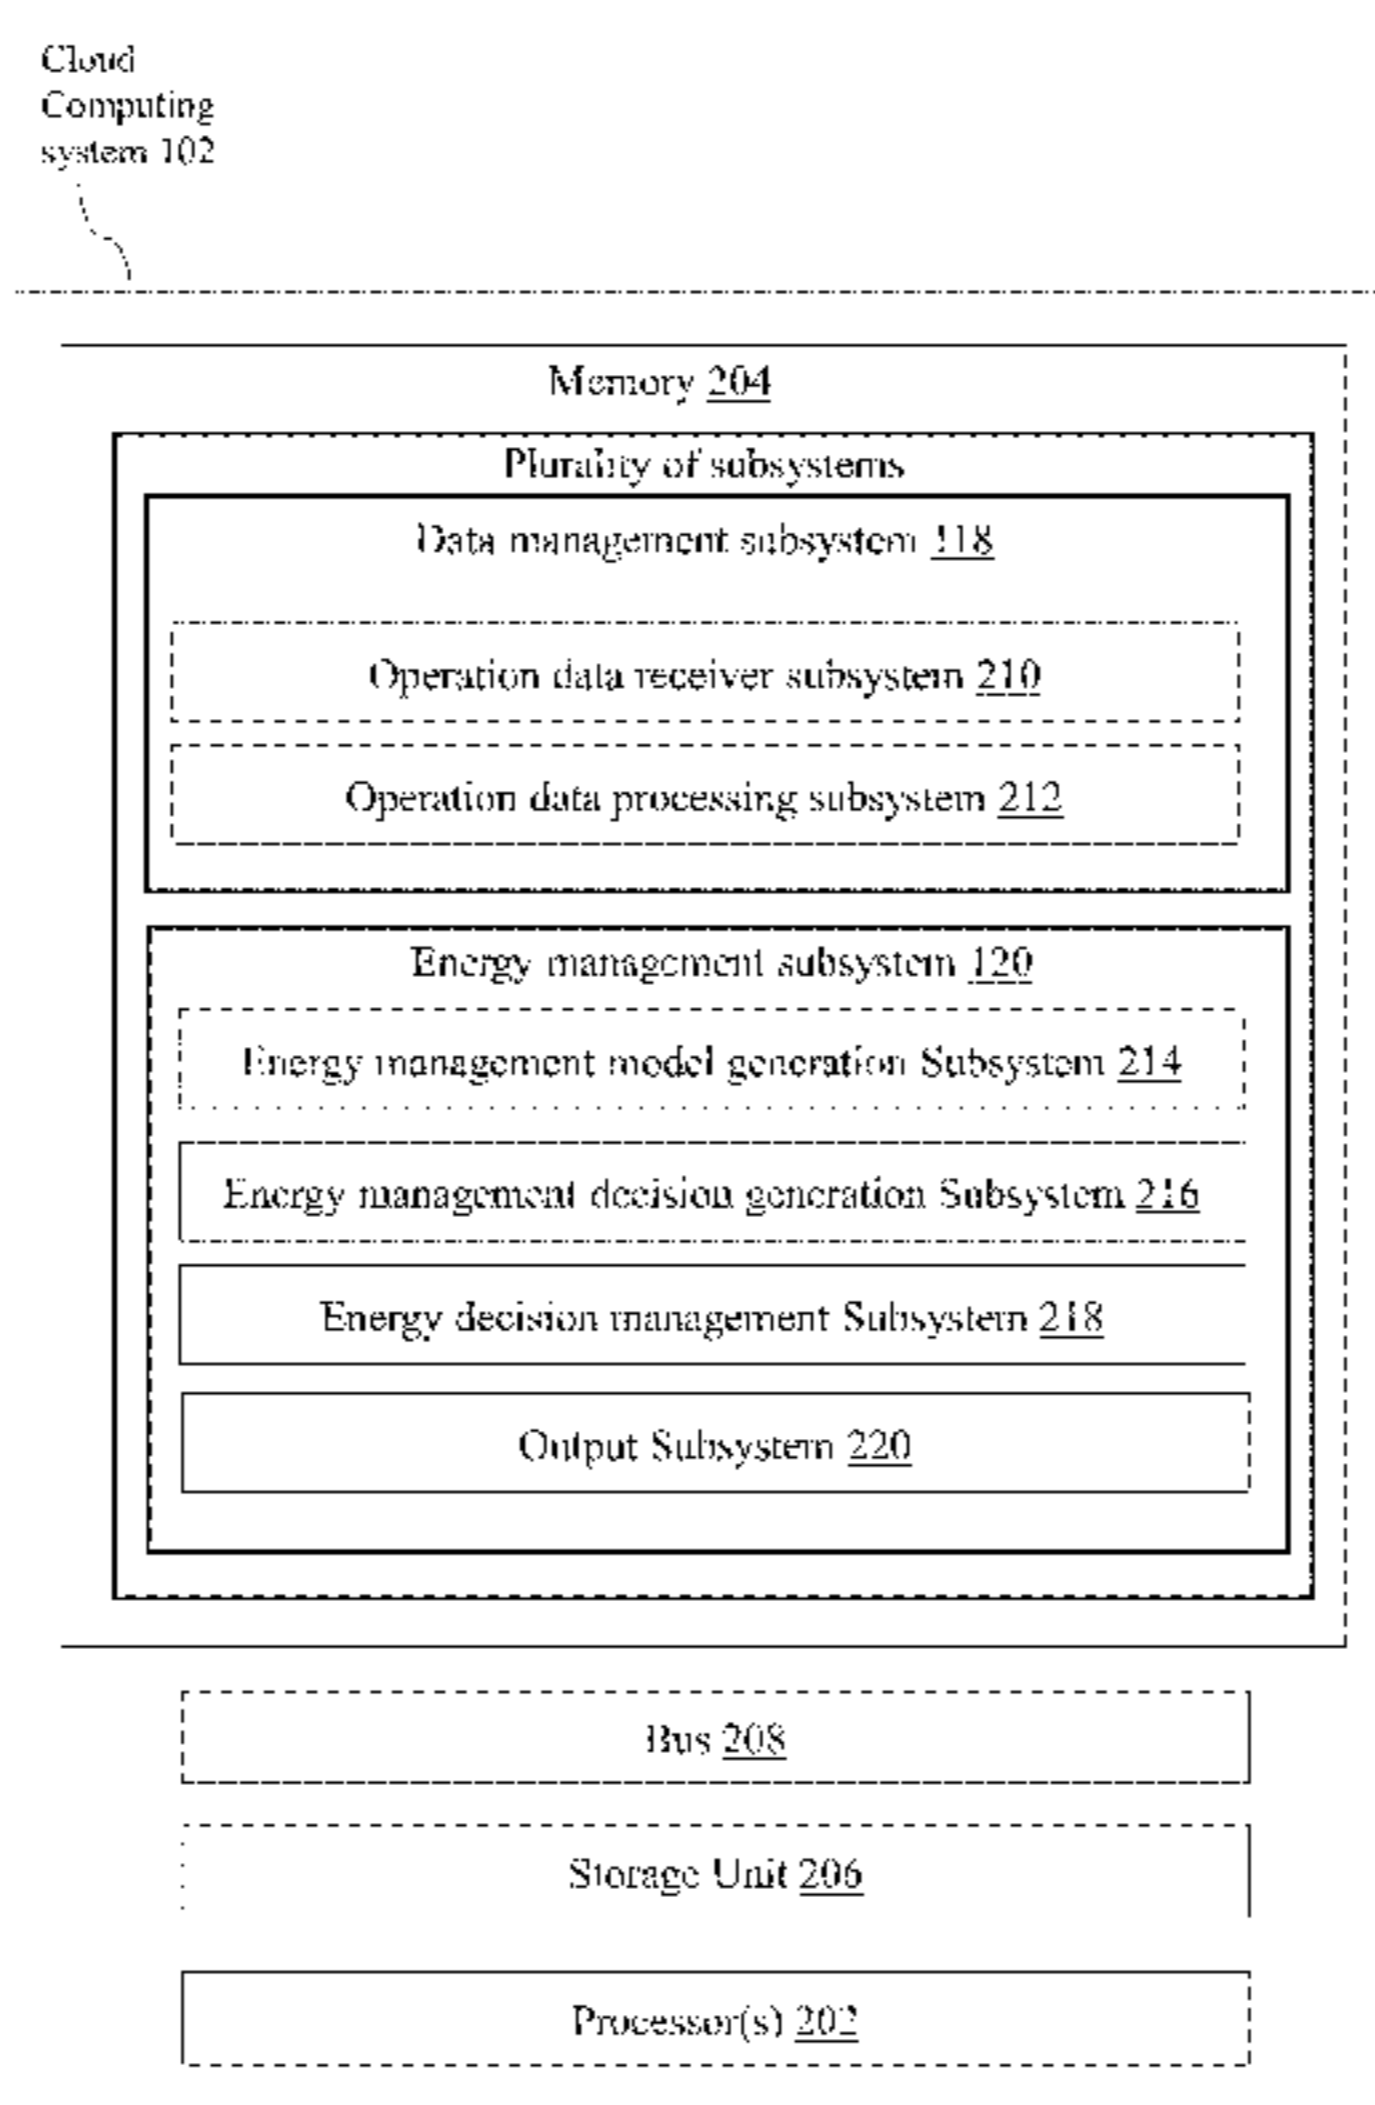 Cloud
Computing
system 102
Memory 204
Plurality of subsystems
Data management subsystem 118
Operation data receiver subsystem 210
Operation data processing subsystem 212
Energy management subsystem 120
Energy management model generation Subsystem 214
Energy management decision generation Subsystem 216
Energy decision management Subsystem 218
Output Subsystem 220
Bus 208
Storage Unit 206
Processor(s) 202